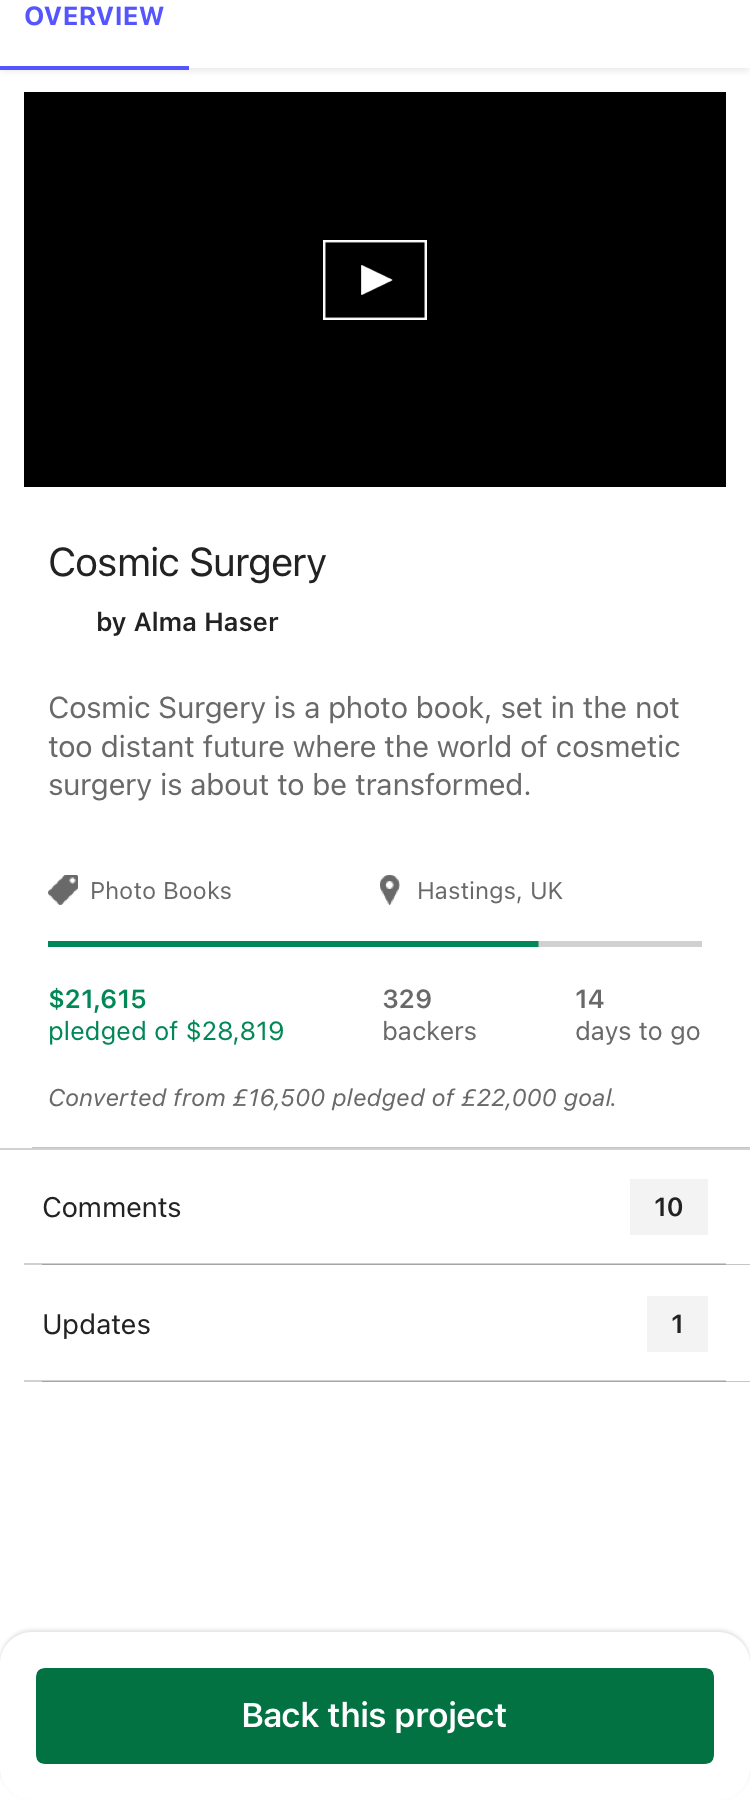 OVERVIEW
Cosmic Surgery
by Alma Haser
Cosmic Surgery is a photo book, set in the not
too distant future where the world of cosmetic
surgery is about to be transformed.
Photo Books
Hastings, UK
$21,615
pledged of $28,819
329
backers
14
days to go
Converted from £16,500 pledged of £22,000 goal.
Comments
10
Updates
1
Back this project